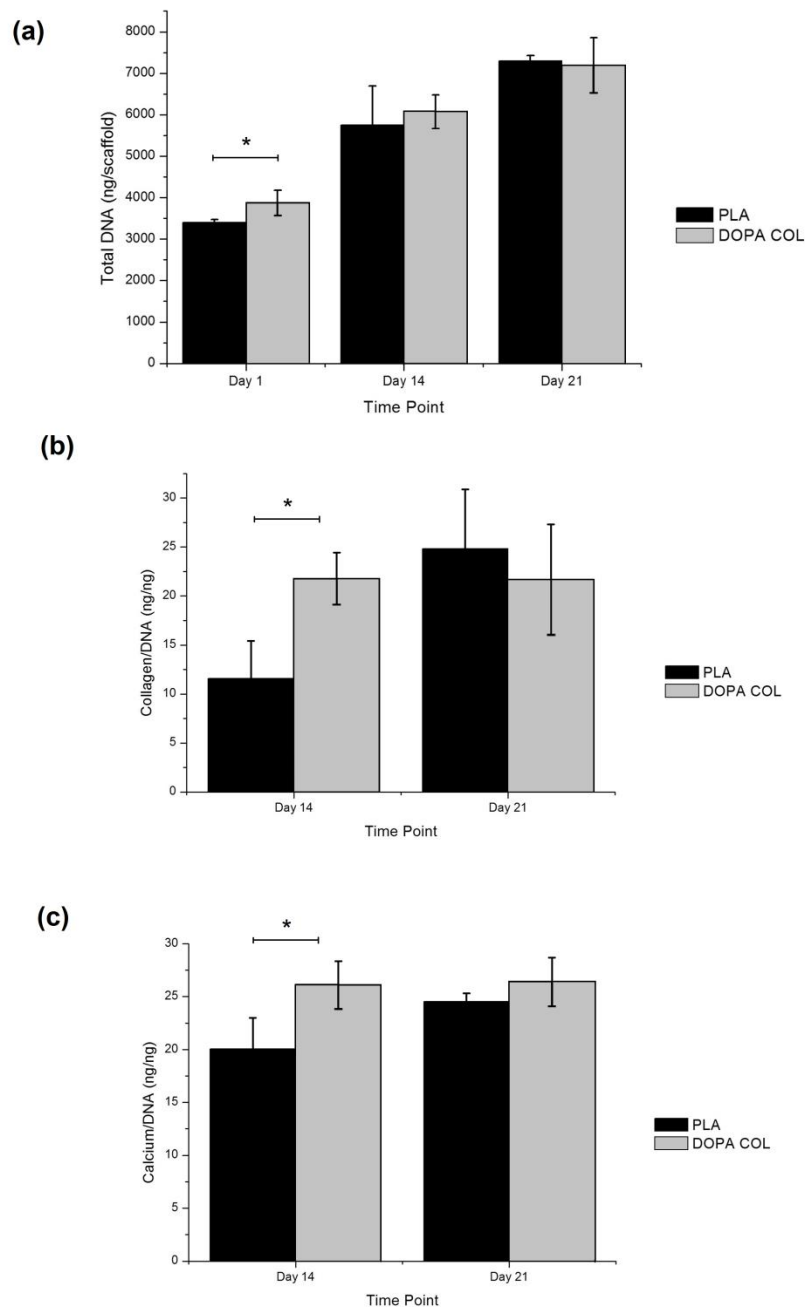 (a)
8000
7000
6000
5000
4000
3000
2000
1000
0
Total DNA (ng/scaffold)
*
Day 1
Day 14
Day 21
Time Point
PLA
DOPA COL
(b)
30
25
20
15
10
5
0
Collagen/DNA (ng/ng)
*
Day 14
Day 21
Time Point
PLA
DOPA COL
(c)
30
25
20
15
10
5
0
Calcium/DNA (ng/ng)
*
Day 14
Day 21
Time Point
PLA
DOPA COL